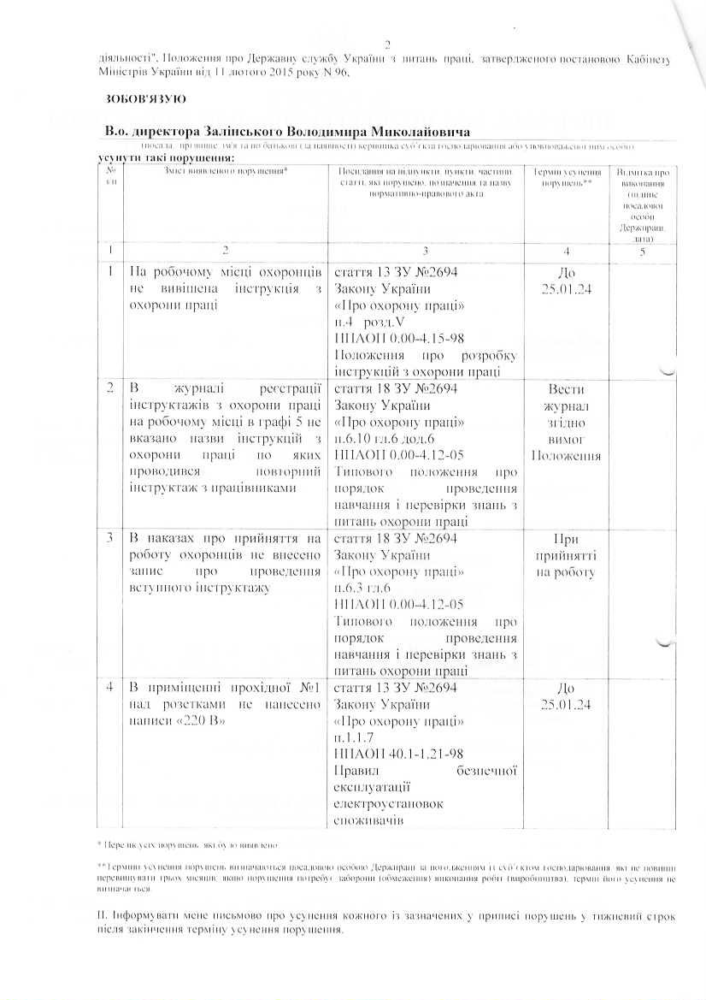 2
діяльності", Положення про Державну службу України з питань праці, затвердженого постановою Кабінету
Міністрів України від 11 лютого 2015 року N 96,
ЗОБОВ'ЯЗУЮ
В.о. директора Залінського Володимира Миколайовича
(посада, прізвище, ім'я та по батькові (за наявності) керівника суб'єкта господарювання або уповноваженої ним особи)
усунути такі порушення:
№
з/п
Зміст виявленого порушення*
Посилання на підпункти, пункти, частини,
статті, які порушено, позначення та назву
нормативно-правового акта
Термін усунення
порушень**
Відмітка про
виконання
(підпис
посадової
особи
Держпраці,
дата)
1
2
3
4
5
1
На робочому місці охоронців
не вивішена інструкція з
охорони праці
стаття 13 ЗУ №2694
Закону України
«Про охорону праці»
п.4 розд.V
НПАОП 0.00-4.15-98
Положення про розробку
інструкцій з охорони праці
До
25.01.24
2
В журналі реєстрації
інструктажів з охорони праці
на робочому місці в графі 5 не
вказано назви інструкцій з
охорони праці по яких
проводився повторний
інструктаж з працівниками
стаття 18 ЗУ №2694
Закону України
«Про охорону праці»
п.6.10 гл.6 дод.6
НПАОП 0.00-4.12-05
Типового положення про
порядок проведення
навчання і перевірки знань з
питань охорони праці
Вести
журнал
згідно
вимог
Положення
3
В наказах про прийняття на
роботу охоронців не внесено
запис про проведення
вступного інструктажу
стаття 18 ЗУ №2694
Закону України
«Про охорону праці»
п.6.3 гл.6
НПАОП 0.00-4.12-05
Типового положення про
порядок проведення
навчання і перевірки знань з
питань охорони праці
При
прийнятті
на роботу
4
В приміщенні прохідної №1
над розетками не нанесено
написи «220 В»
стаття 13 ЗУ №2694
Закону України
«Про охорону праці»
п.1.1.7
НПАОП 40.1-1.21-98
Правил безпечної
експлуатації
електроустановок
споживачів
До
25.01.24
* Перелік усіх порушень, які було виявлено
**Терміни усунення порушень визначаються посадовою особою Держпраці за погодженням із суб'єктом господарювання, які не повинні
перевищувати трьох місяців, якщо порушення потребує заборони (обмеження) виконання робіт (виробництва), термін його усунення не
визначається.
II. Інформувати мене письмово про усунення кожного із зазначених у приписі порушень у тижневий строк
після закінчення терміну усунення порушення.